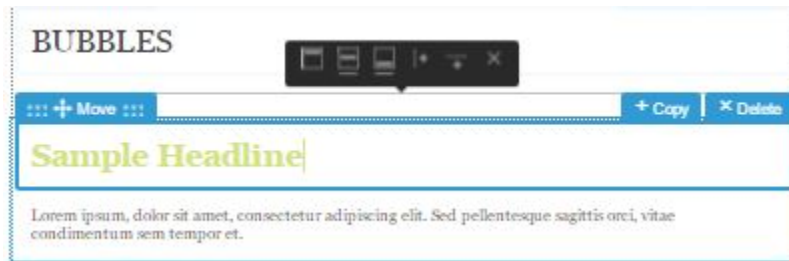 BUBBLES
Move
+ Copy
× Delete
Sample Headline
Lorem ipsum, dolor sit amet, consectetur adipiscing elit. Sed pellentesque sagittis orci, vitae
condimentum sem tempor et.